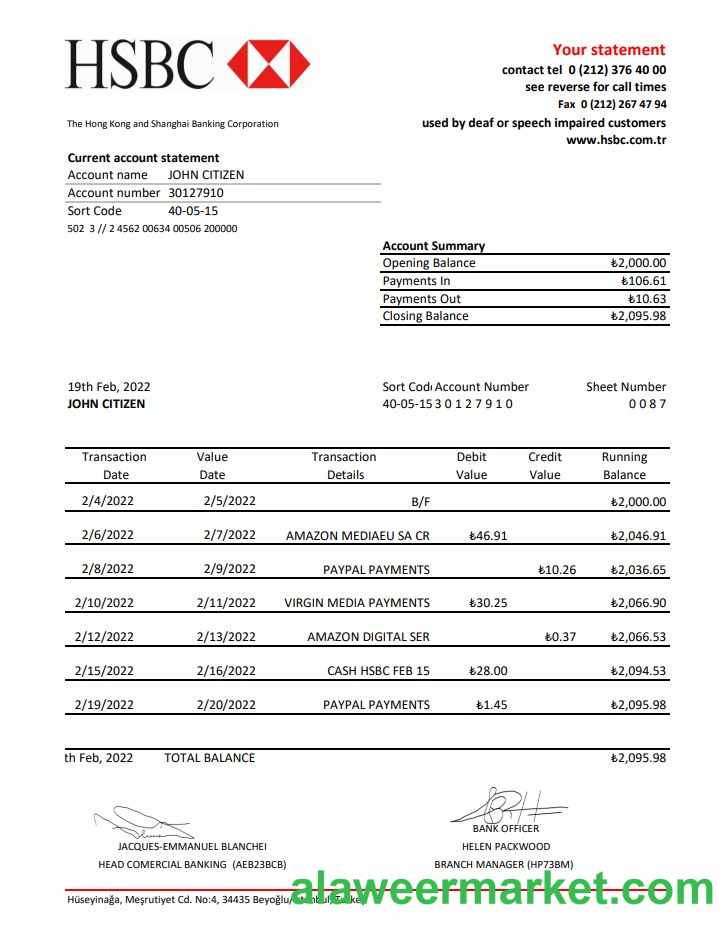 HSBC
Your statement
contact tel 0 (212) 376 40 00
see reverse for call times
Fax 0 (212) 267 47 94
The Hong Kong and Shanghai Banking Corporation used by deaf or speech impaired customers
www.hsbc.com.tr
Current account statement
Account name JOHN CITIZEN
Account number 30127910
Sort Code 40-05-15
502 3 // 2 4562 00634 00506 200000
Account Summary
Opening Balance ₺2,000.00
Payments In ₺106.61
Payments Out ₺10.63
Closing Balance ₺2,095.98
19th Feb, 2022 Sort Cod Account Number Sheet Number
JOHN CITIZEN 40-05-15 3 0 1 2 7 9 1 0 0 0 8 7
Transaction Value Transaction Debit Credit Running
Date Date Details Value Value Balance
2/4/2022 2/5/2022 B/F ₺2,000.00
2/6/2022 2/7/2022 AMAZON MEDIAEU SA CR ₺46.91 ₺2,046.91
2/8/2022 2/9/2022 PAYPAL PAYMENTS ₺10.26 ₺2,036.65
2/10/2022 2/11/2022 VIRGIN MEDIA PAYMENTS ₺30.25 ₺2,066.90
2/12/2022 2/13/2022 AMAZON DIGITAL SER ₺0.37 ₺2,066.53
2/15/2022 2/16/2022 CASH HSBC FEB 15 ₺28.00 ₺2,094.53
2/19/2022 2/20/2022 PAYPAL PAYMENTS ₺1.45 ₺2,095.98
th Feb, 2022 TOTAL BALANCE ₺2,095.98
BANK OFFICER
JACQUES-EMMANUEL BLANCHEI HELEN PACKWOOD
HEAD COMERCIAL BANKING (AEB23BCB) BRANCH MANAGER (HP73BM)
alaweermarket.com
Hüseyinağa, Meşrutiyet Cd. No:4, 34435 Beyoğlu/İstanbul, Turkey